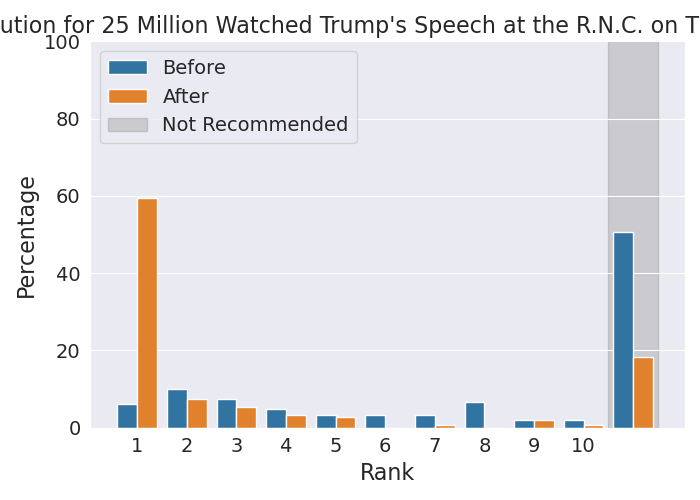 ution for 25 Million Watched Trump's Speech at the R.N.C. on T
100
80
60
40
20
0
Percentage
Before
After
Not Recommended
1 2 3 4 5 6 7 8 9 10
Rank